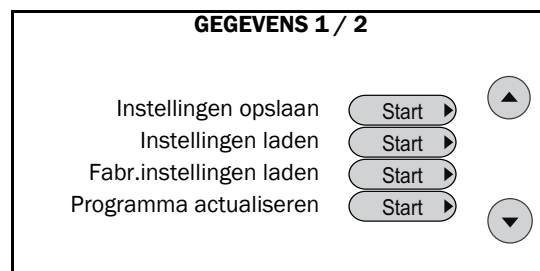 GEGEVENS 1 / 2
Instellingen opslaan Start
Instellingen laden Start
Fabr.instellingen laden Start
Programma actualiseren Start